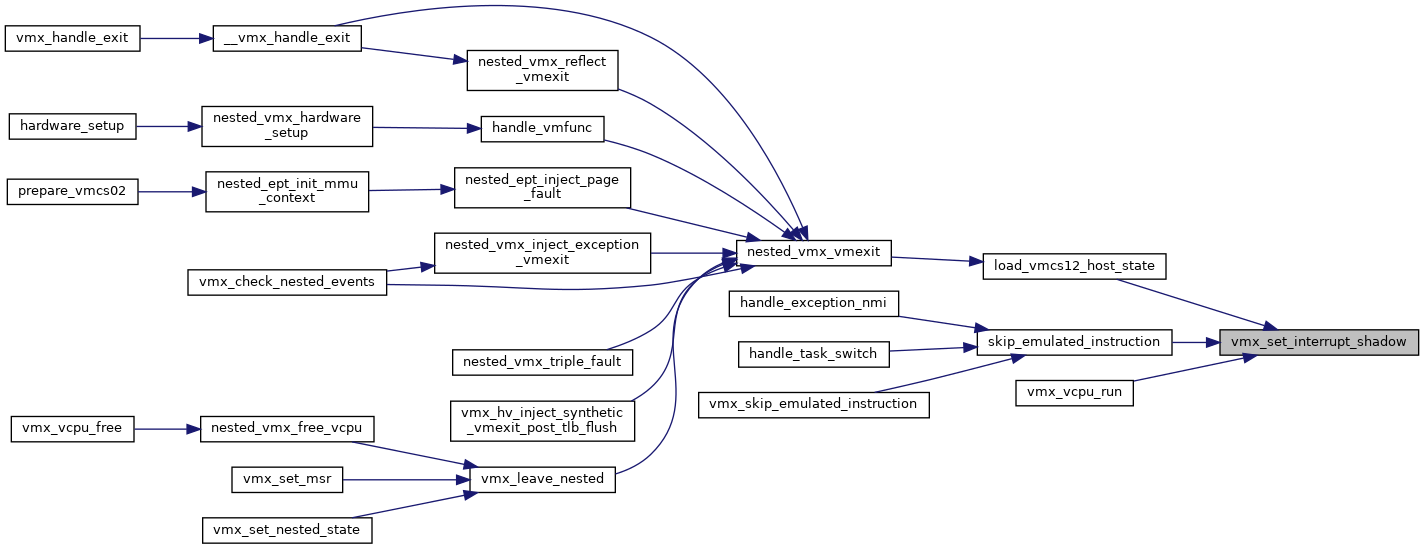 vmx_handle_exit
__vmx_handle_exit
nested_vmx_reflect
_vmexit
hardware_setup
nested_vmx_hardware
_setup
handle_vmfunc
prepare_vmcs02
nested_ept_init_mmu
_context
nested_ept_inject_page
_fault
nested_vmx_inject_exception
_vmexit
vmx_check_nested_events
nested_vmx_vmexit
load_vmcs12_host_state
handle_exception_nmi
handle_task_switch
skip_emulated_instruction
vmx_set_interrupt_shadow
nested_vmx_triple_fault
vmx_skip_emulated_instruction
vmx_vcpu_run
vmx_hv_inject_synthetic
_vmexit_post_tlb_flush
vmx_vcpu_free
nested_vmx_free_vcpu
vmx_set_msr
vmx_leave_nested
vmx_set_nested_state